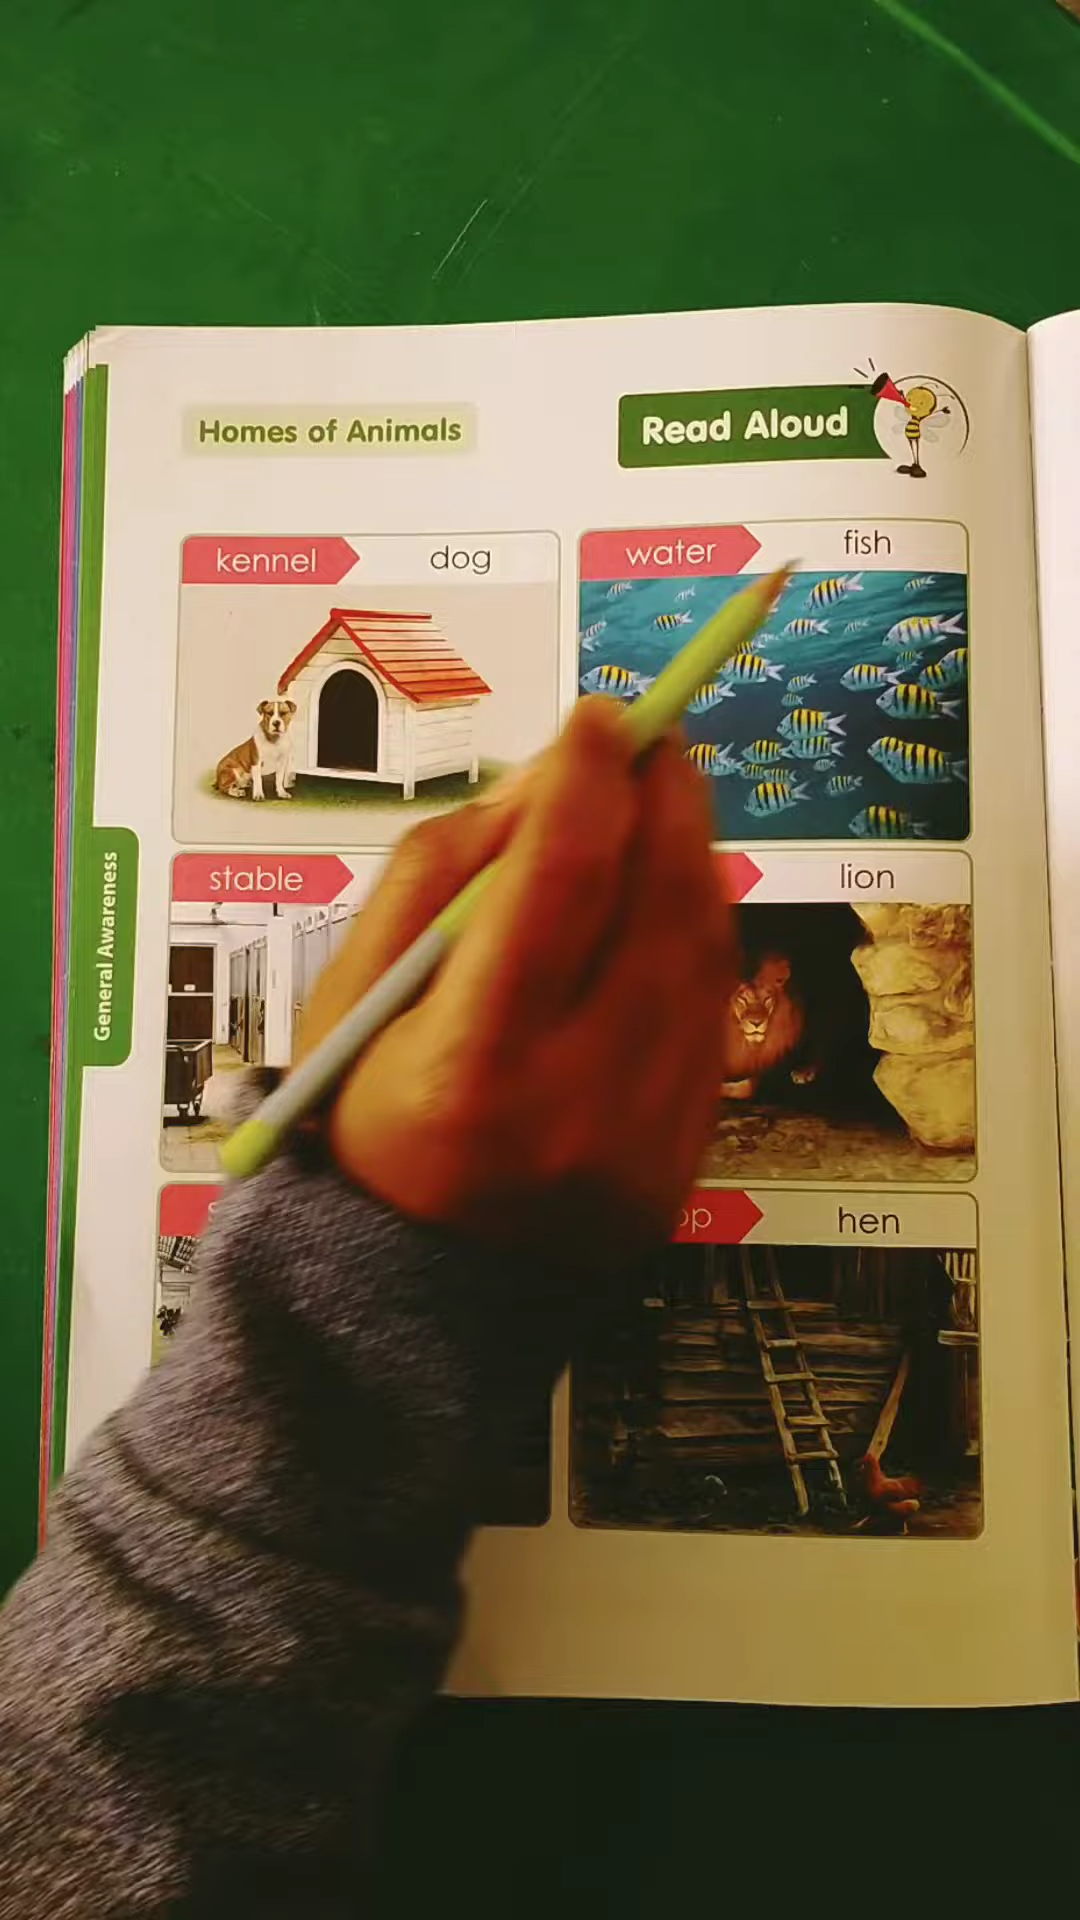 Homes of Animals
Read Aloud
kennel dog
water fish
stable
lion
hen
General Awareness